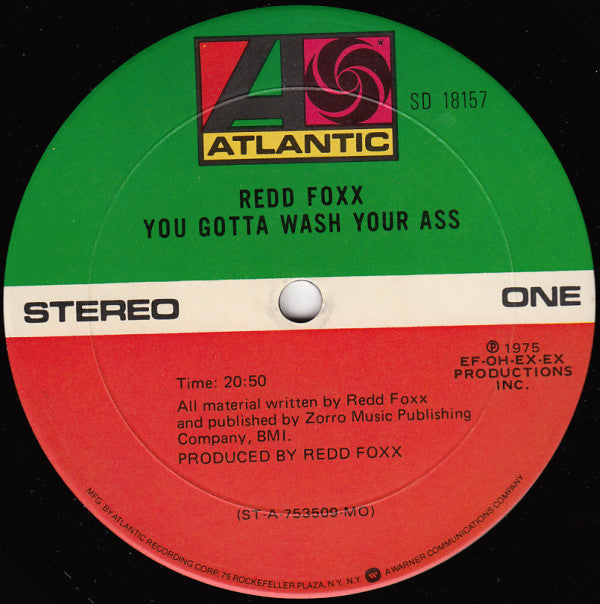 ATLANTIC
SD 18157
REDD FOXX
YOU GOTTA WASH YOUR ASS
STEREO
ONE
℗ 1975
EF-OH-EX-EX
PRODUCTIONS
INC.
Time: 20:50
All material written by Redd Foxx
and published by Zorro Music Publishing
Company, BMI.
PRODUCED BY REDD FOXX
(ST-A-753509-MO)
MFG. BY ATLANTIC RECORDING CORP. 75 ROCKEFELLER PLAZA, N.Y. N.Y. W A WARNER COMMUNICATIONS COMPANY